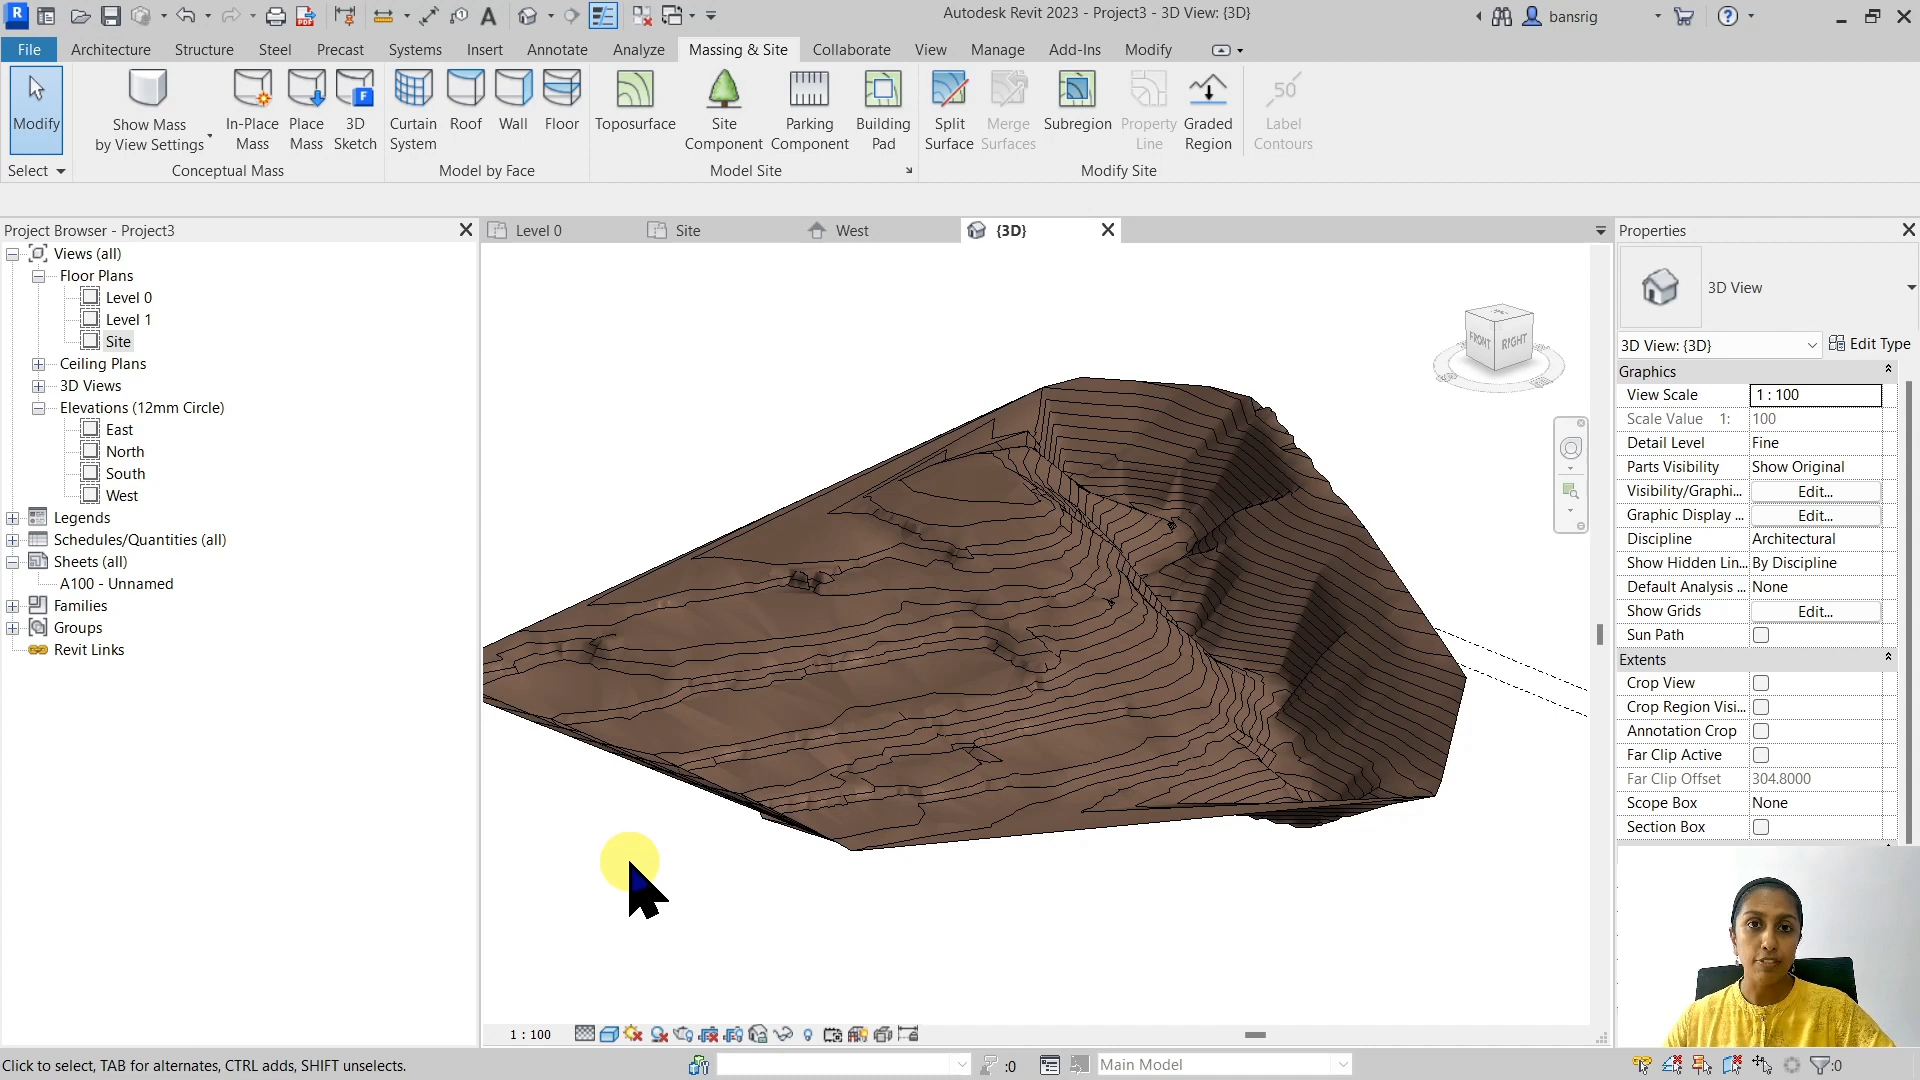 Autodesk Revit 2023 - Project3 - 3D View: {3D}
bansrig
File
Architecture
Structure
Steel
Precast
Systems
Insert
Annotate
Analyze
Massing & Site
Collaborate
View
Manage
Add-Ins
Modify
Modify
Show Mass
by View Settings
In-Place
Mass
Place
Mass
3D
Sketch
Curtain
System
Roof
Wall
Floor
Toposurface
Site
Component
Parking
Component
Building
Pad
Split
Surface
Merge
Surfaces
Subregion
Property
Line
Graded
Region
50
Label
Contours
Select
Conceptual Mass
Model by Face
Model Site
Modify Site
Project Browser - Project3
Views (all)
Floor Plans
Level 0
Level 1
Site
Ceiling Plans
3D Views
Elevations (12mm Circle)
East
North
South
West
Legends
Schedules/Quantities (all)
Sheets (all)
A100 - Unnamed
Families
Groups
Revit Links
Level 0
Site
West
{3D}
FRONT
RIGHT
Properties
3D View
3D View: {3D}
Edit Type
Graphics
View Scale
1 : 100
Scale Value 1:
100
Detail Level
Fine
Parts Visibility
Show Original
Visibility/Graphi...
Edit...
Graphic Display ...
Edit...
Discipline
Architectural
Show Hidden Lin...
By Discipline
Default Analysis ...
None
Show Grids
Edit...
Sun Path
Extents
Crop View
Crop Region Visi...
Annotation Crop
Far Clip Active
Far Clip Offset
304.8000
Scope Box
None
Section Box
1 : 100
Click to select, TAB for alternates, CTRL adds, SHIFT unselects.
:0
Main Model
:0